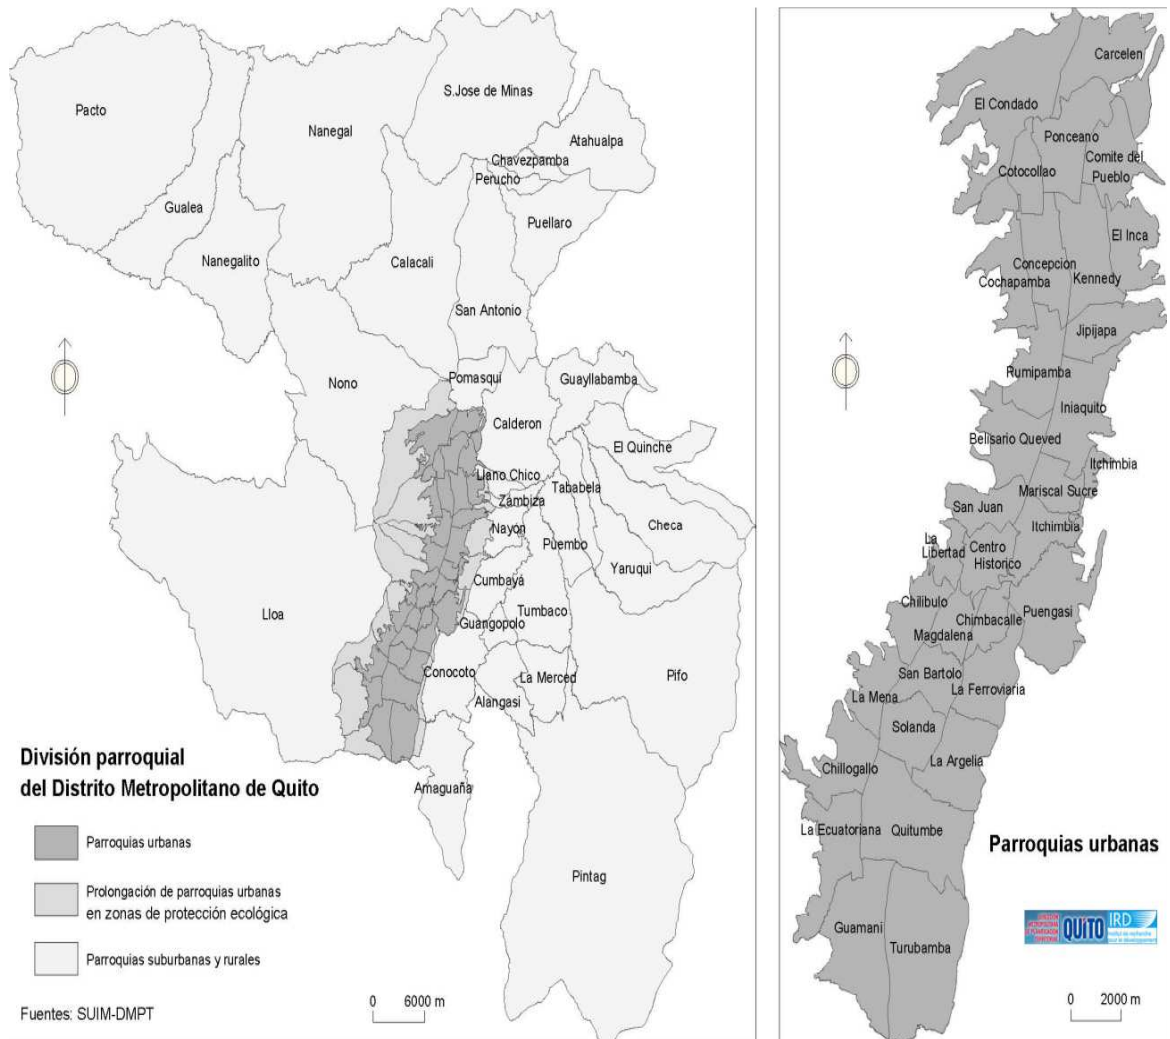 Pacto
Nanegal
S.Jose de Minas
Atahualpa
Chavezpamba
Perucho
Gualea
Puellaro
Nanegalito
Calacali
San Antonio
Nono
Pomasqui
Guayllabamba
Calderon
El Quinche
Llano Chico
Tababela
Zambiza
Checa
Nayon
Puembo
Yaruqui
Cumbayá
Lloa
Tumbaco
Guangopolo
Conocoto
La Merced
Pifo
Alangasi
Amaguaña
Pintag
División parroquial
del Distrito Metropolitano de Quito
Parroquias urbanas
Prolongación de parroquias urbanas
en zonas de protección ecológica
Parroquias suburbanas y rurales
Fuentes: SUIM-DMPT
0 6000 m
Carcelen
El Condado
Ponceano
Comite del
Pueblo
Cotocollao
El Inca
Concepcion
Cochapamba
Kennedy
Jipijapa
Rumipamba
Iniaquito
Belisario Queved
Itchimbia
Mariscal Sucre
San Juan
Itchimbia
La
Libertad
Centro
Historico
Chilibulo
Puengasi
Chimbacalle
Magdalena
San Bartolo
La Ferroviaria
La Mena
Solanda
La Argelia
Chillogallo
La Ecuatoriana
Quitumbe
Parroquias urbanas
Guamani
Turubamba
QUITO
IRD
0 2000 m